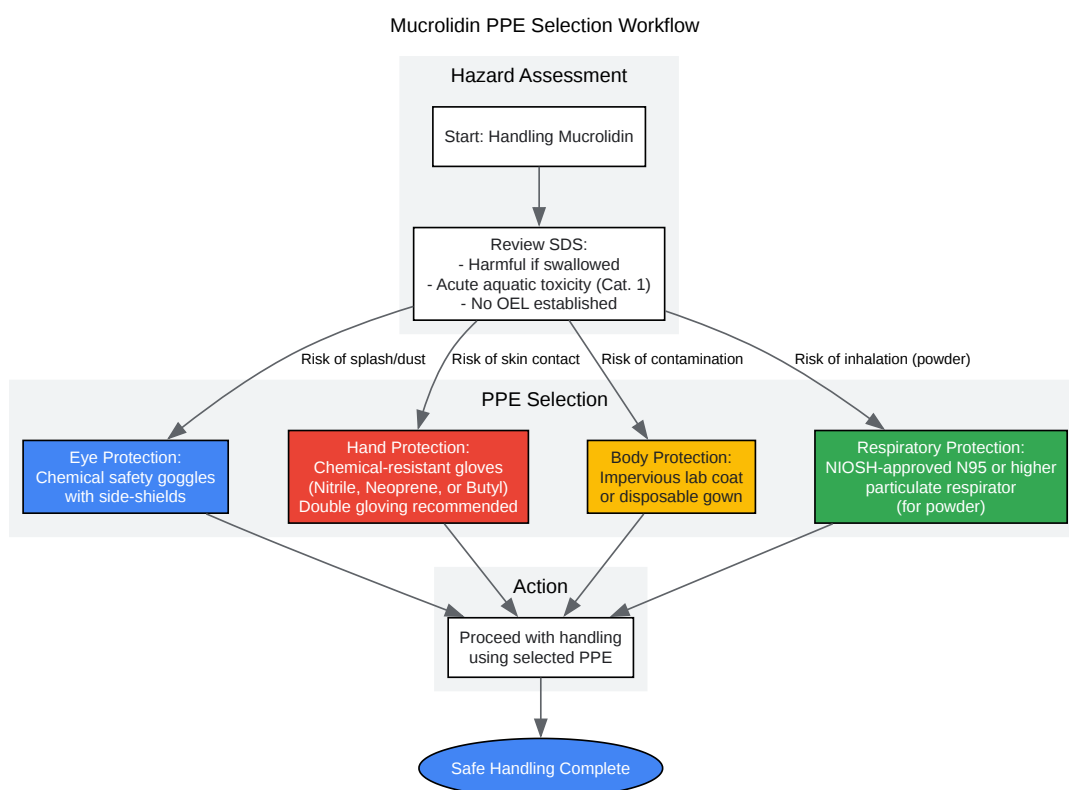 Mucrolidin PPE Selection Workflow
Hazard Assessment
Start: Handling Mucrolidin
Review SDS:
- Harmful if swallowed
- Acute aquatic toxicity (Cat. 1)
- No OEL established
Risk of splash/dust
Risk of skin contact
Risk of contamination
Risk of inhalation (powder)
PPE Selection
Eye Protection:
Chemical safety goggles
with side-shields
Hand Protection:
Chemical-resistant gloves
(Nitrile, Neoprene, or Butyl)
Double gloving recommended
Body Protection:
Impervious lab coat
or disposable gown
Respiratory Protection:
NIOSH-approved N95 or higher
particulate respirator
(for powder)
Action
Proceed with handling
using selected PPE
Safe Handling Complete